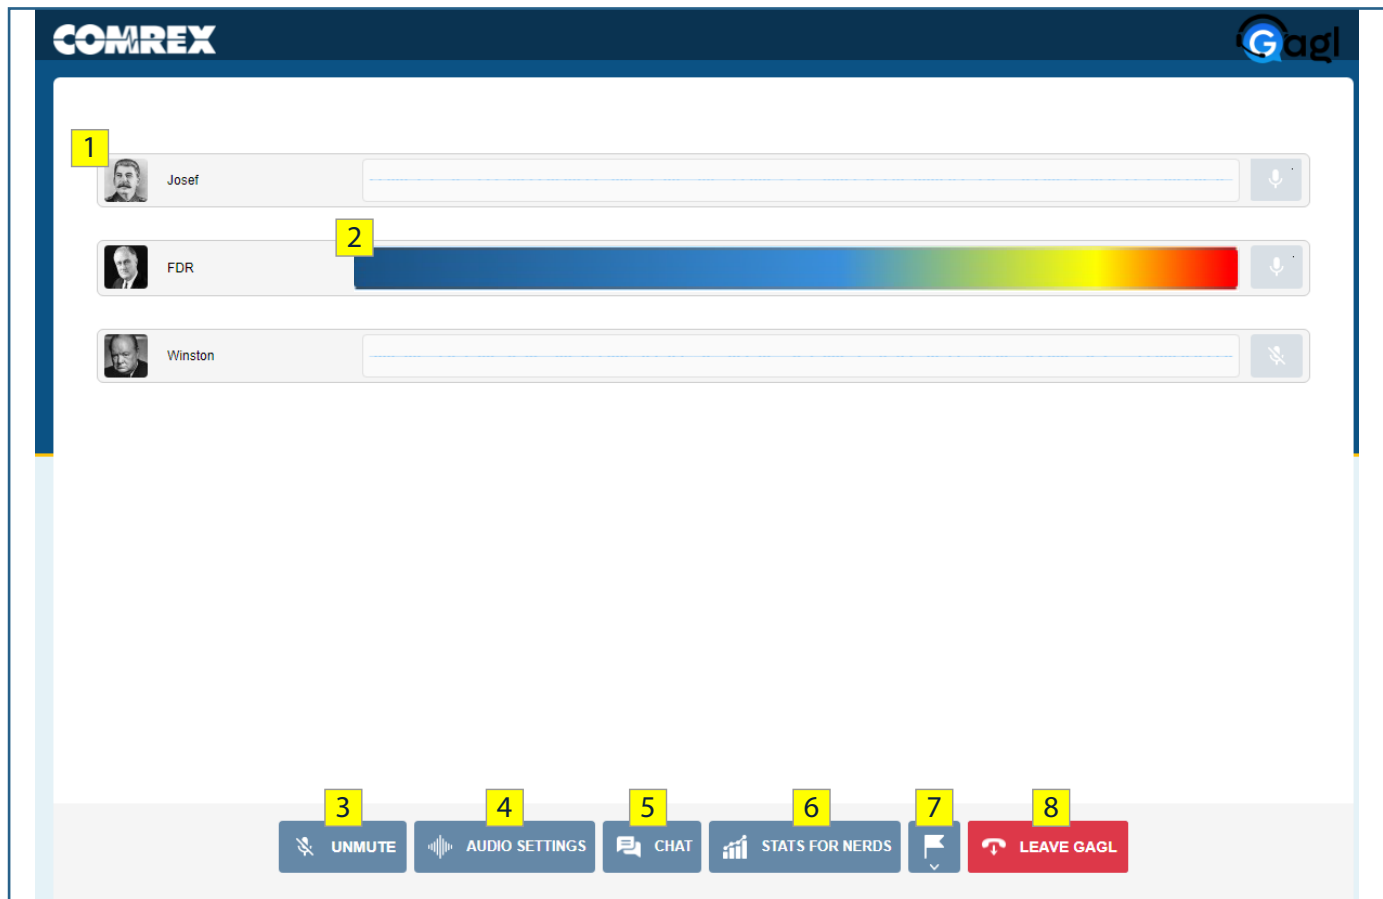 COMREX
Gagl
1
Josef
2
FDR
Winston
3 4 5 6 7 8
UNMUTE AUDIO SETTINGS CHAT STATS FOR NERDS LEAVE GAGL